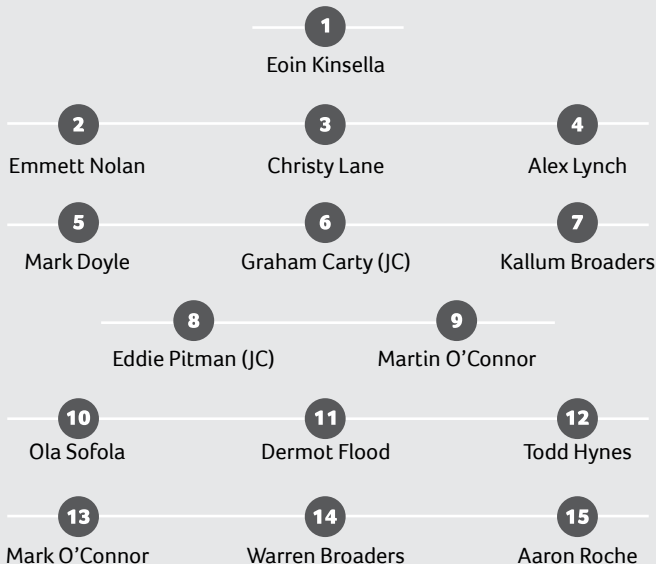 1
Eoin Kinsella
2 3 4
Emmett Nolan Christy Lane Alex Lynch
5 6 7
Mark Doyle Graham Carty (JC) Kallum Broaders
8 9
Eddie Pitman (JC) Martin O’Connor
10 11 12
Ola Sofola Dermot Flood Todd Hynes
13 14 15
Mark O’Connor Warren Broaders Aaron Roche